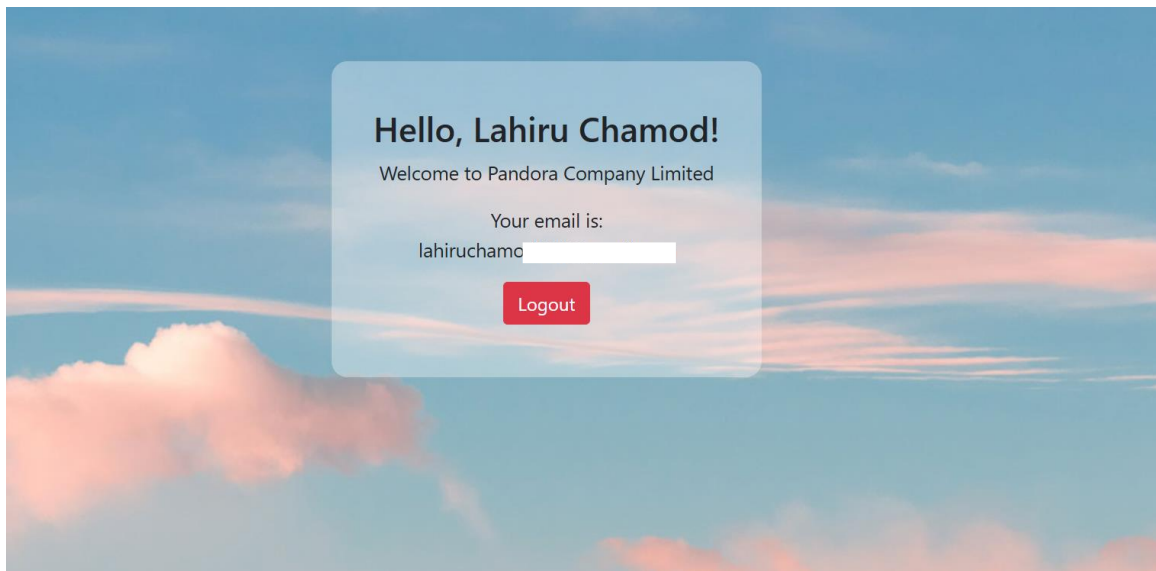 Hello, Lahiru Chamod!
Welcome to Pandora Company Limited
Your email is:
lahiruchamo
Logout